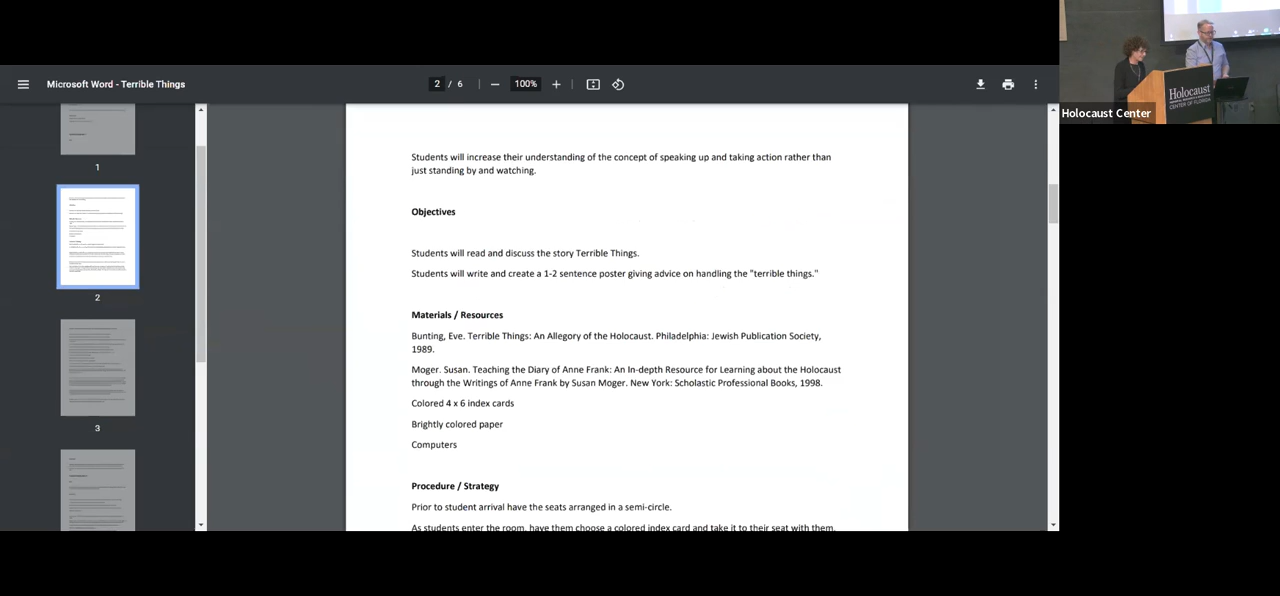 Microsoft Word - Terrible Things
2 / 6
100%
Holocaust
CENTER OF FLORIDA
Holocaust Center
1
2
3
Students will increase their understanding of the concept of speaking up and taking action rather than
just standing by and watching.
Objectives
Students will read and discuss the story Terrible Things.
Students will write and create a 1-2 sentence poster giving advice on handling the "terrible things."
Materials / Resources
Bunting, Eve. Terrible Things: An Allegory of the Holocaust. Philadelphia: Jewish Publication Society,
1989.
Moger. Susan. Teaching the Diary of Anne Frank: An In-depth Resource for Learning about the Holocaust
through the Writings of Anne Frank by Susan Moger. New York: Scholastic Professional Books, 1998.
Colored 4 x 6 index cards
Brightly colored paper
Computers
Procedure / Strategy
Prior to student arrival have the seats arranged in a semi-circle.
As students enter the room, have them choose a colored index card and take it to their seat with them.